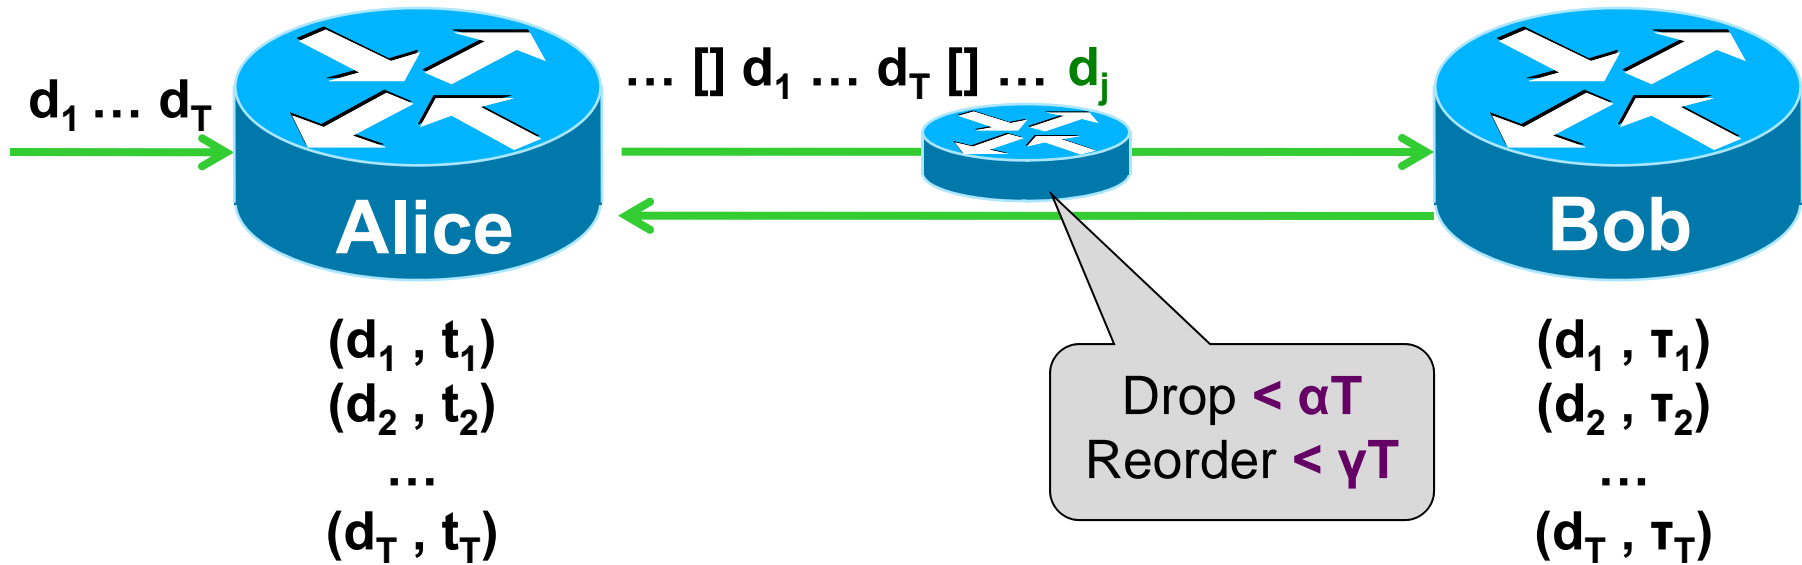 d₁ … dT
… [] d₁ … dT [] … dⱼ
Alice
Bob
(d₁ , t₁)
(d₂ , t₂)
…
(dT , tT)
Drop < αT
Reorder < γT
(d₁ , τ₁)
(d₂ , τ₂)
…
(dT , τT)